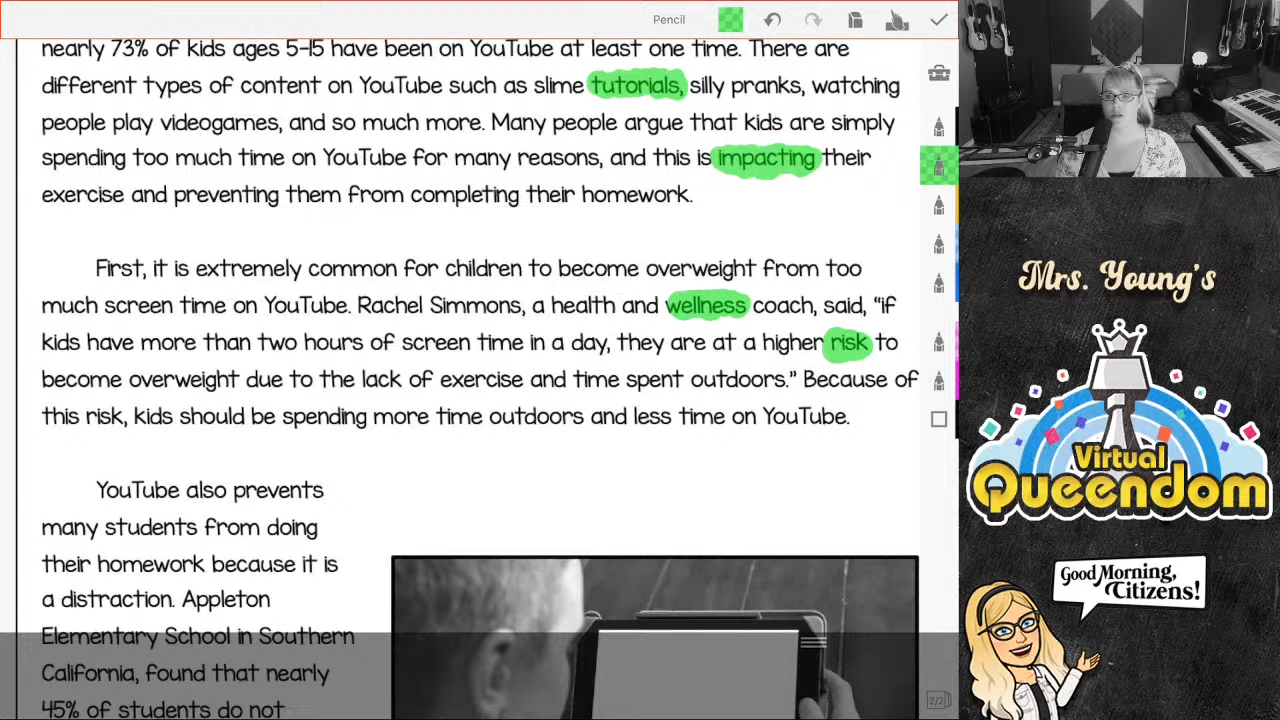 Pencil
nearly 73% of kids ages 5-15 have been on YouTube at least one time. There are
different types of content on YouTube such as slime tutorials, silly pranks, watching
people play videogames, and so much more. Many people argue that kids are simply
spending too much time on YouTube for many reasons, and this is impacting their
exercise and preventing them from completing their homework.
First, it is extremely common for children to become overweight from too
much screen time on YouTube. Rachel Simmons, a health and wellness coach, said, “if
kids have more than two hours of screen time in a day, they are at a higher risk to
become overweight due to the lack of exercise and time spent outdoors.” Because of
this risk, kids should be spending more time outdoors and less time on YouTube.
YouTube also prevents
many students from doing
their homework because it is
a distraction. Appleton
Elementary School in Southern
California, found that nearly
45% of students do not
2/2
Mrs. Young's
Virtual
Queendom
Good Morning,
Citizens!